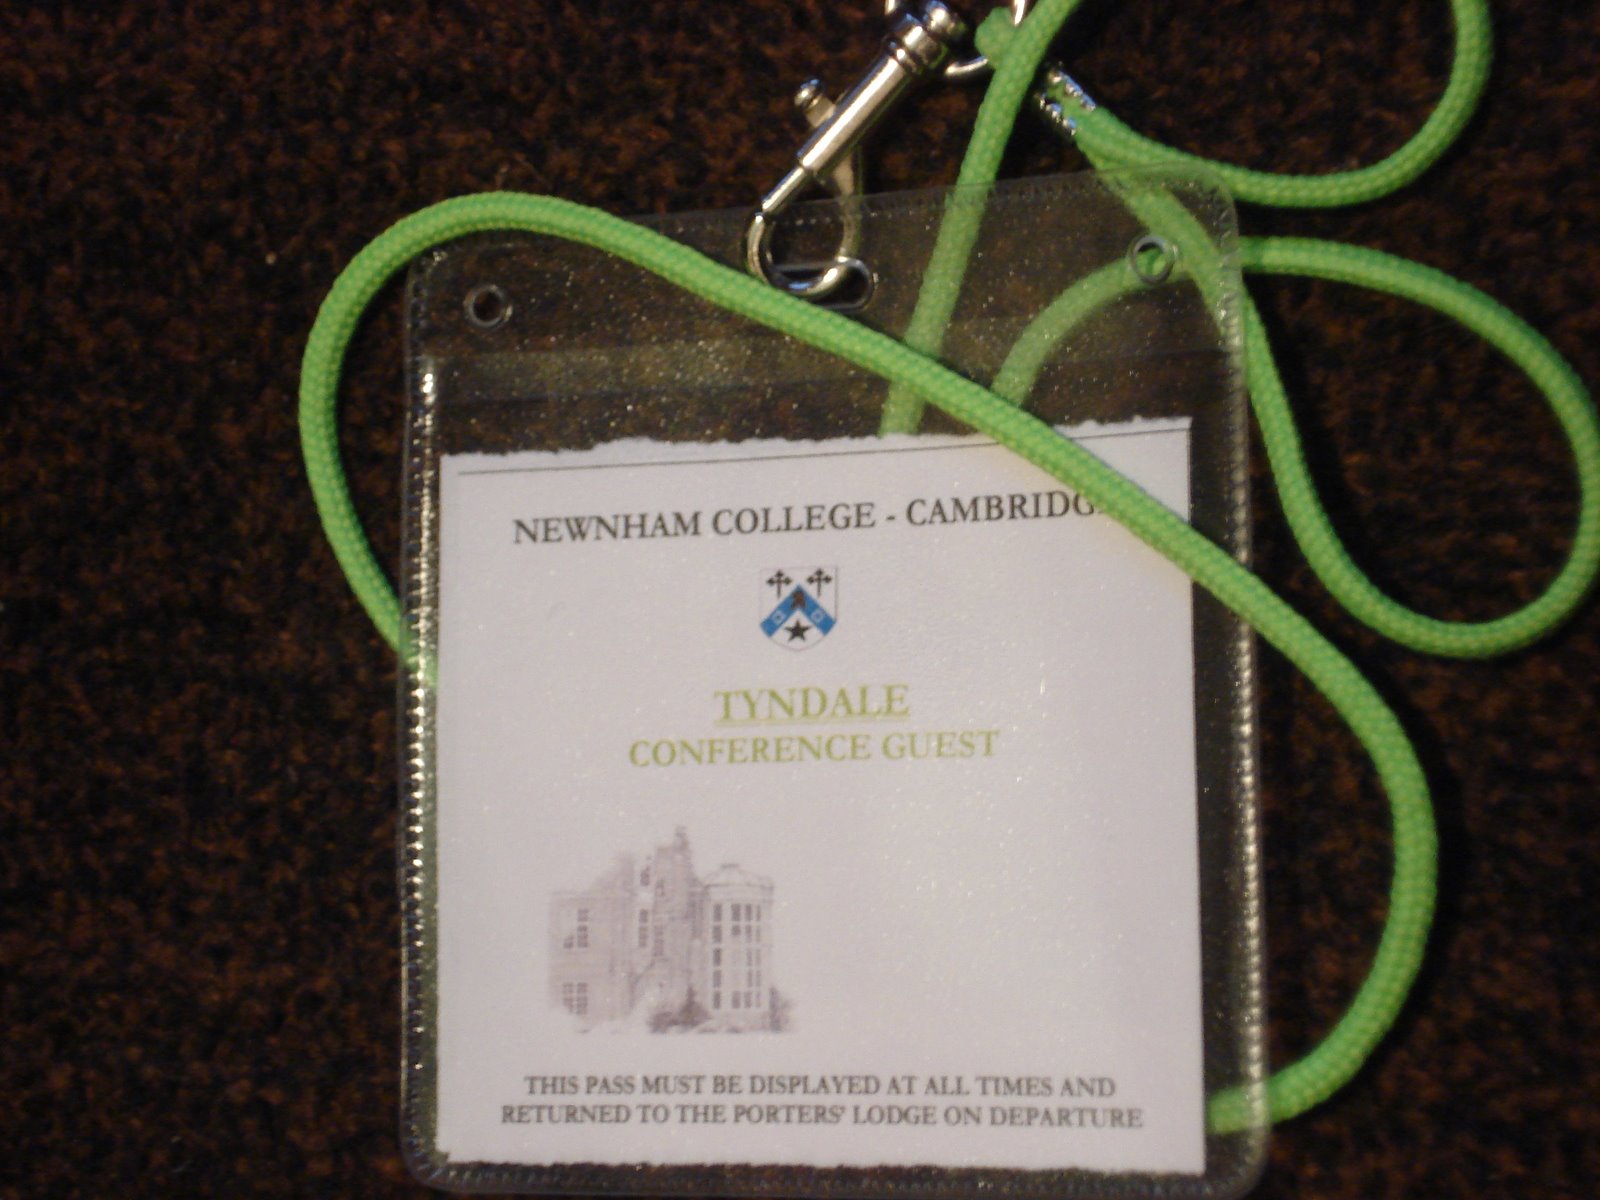 NEWNHAM COLLEGE - CAMBRIDG
TYNDALE
CONFERENCE GUEST
THIS PASS MUST BE DISPLAYED AT ALL TIMES AND
RETURNED TO THE PORTERS' LODGE ON DEPARTURE